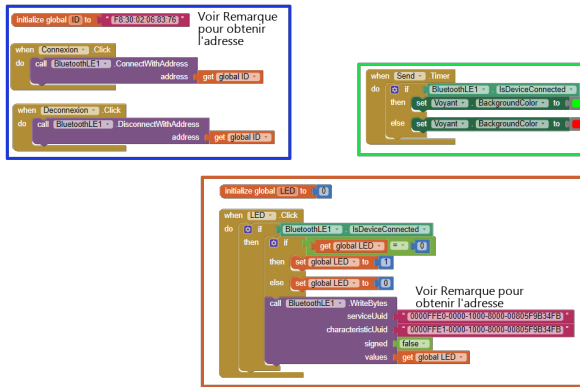 initialize global ID to " F8:30:02:06:83:76 "
Voir Remarque
pour obtenir
l'adresse
when Connexion .Click
do call BluetoothLE1 .ConnectWithAddress
address get global ID
when Deconnexion .Click
do call BluetoothLE1 .DisconnectWithAddress
address get global ID
when Send .Timer
do if BluetoothLE1 . IsDeviceConnected
then set Voyant . BackgroundColor to
else set Voyant . BackgroundColor to
initialize global LED to 0
when LED .Click
do if BluetoothLE1 . IsDeviceConnected
then if get global LED = 0
then set global LED to 1
else set global LED to 0
Voir Remarque pour
obtenir l'adresse
call BluetoothLE1 .WriteBytes
serviceUuid " 0000FFE0-0000-1000-8000-00805F9B34FB "
characteristicUuid " 0000FFE1-0000-1000-8000-00805F9B34FB "
signed false
values get global LED